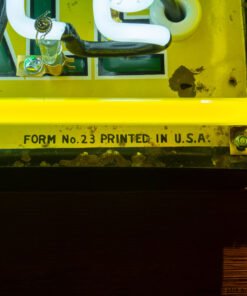 FORM No.23 PRINTED IN U.S.A.